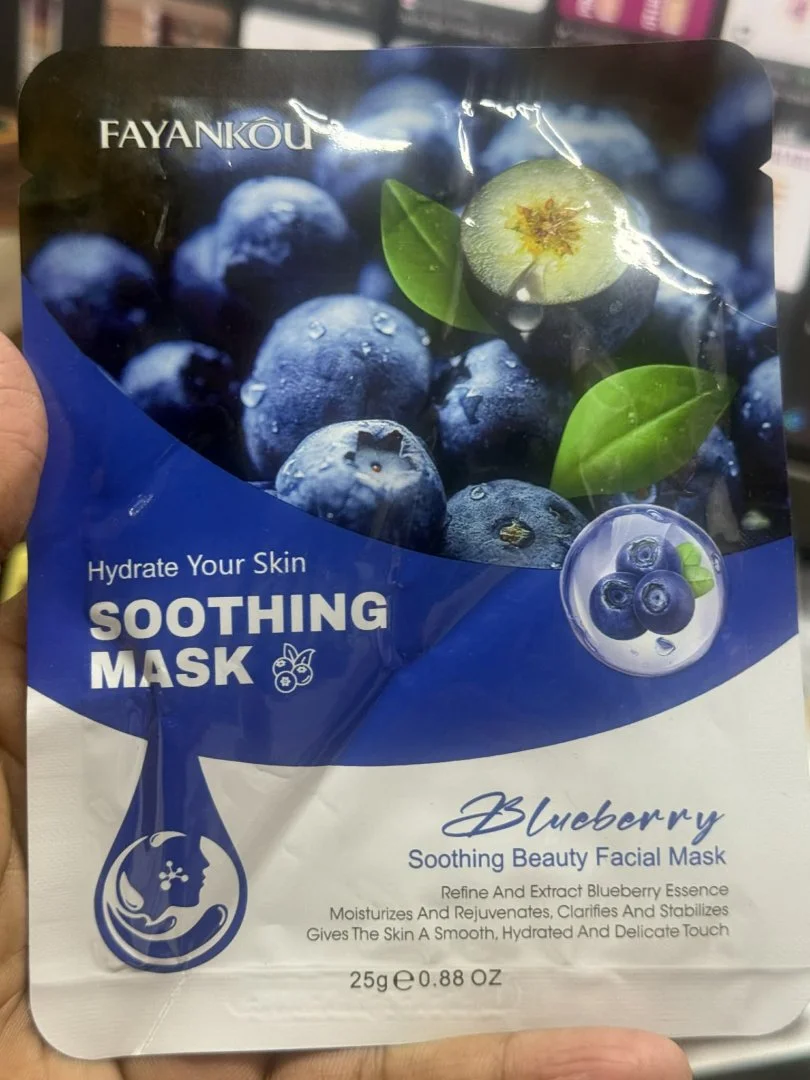 FAYANKÔU
Hydrate Your Skin
SOOTHING
MASK
Blueberry
Soothing Beauty Facial Mask
Refine And Extract Blueberry Essence
Moisturizes And Rejuvenates, Clarifies And Stabilizes
Gives The Skin A Smooth, Hydrated And Delicate Touch
25g℮0.88 OZ